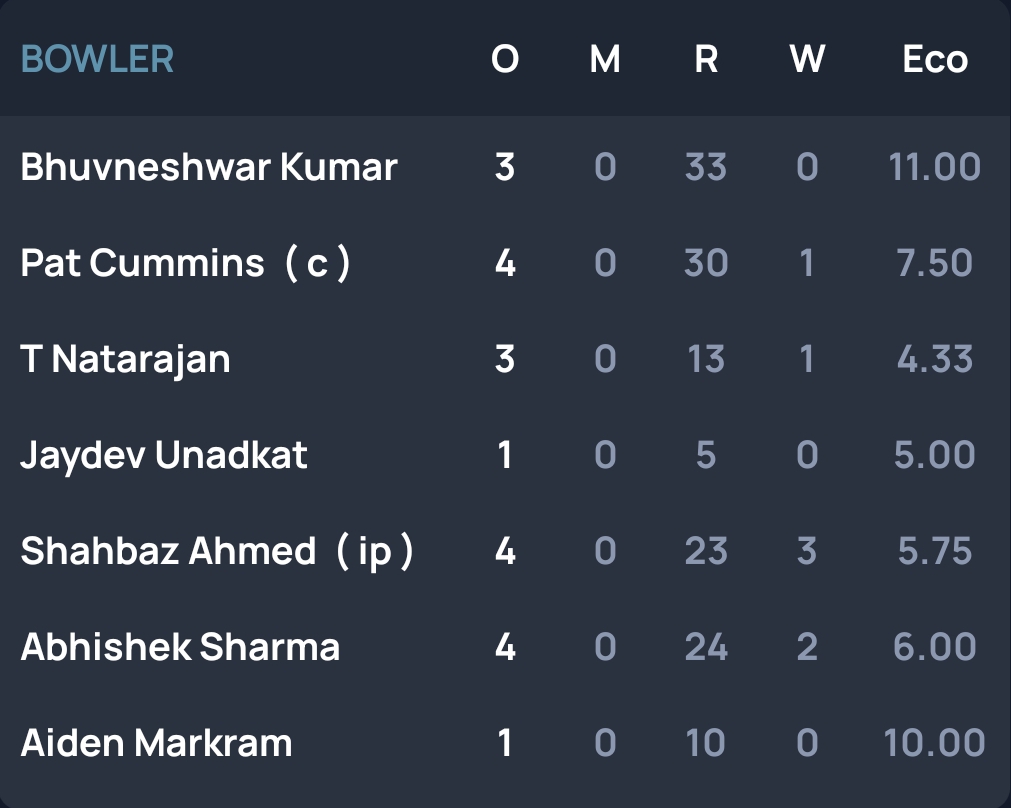 BOWLER O M R W Eco
Bhuvneshwar Kumar 3 0 33 0 11.00
Pat Cummins ( c ) 4 0 30 1 7.50
T Natarajan 3 0 13 1 4.33
Jaydev Unadkat 1 0 5 0 5.00
Shahbaz Ahmed ( ip ) 4 0 23 3 5.75
Abhishek Sharma 4 0 24 2 6.00
Aiden Markram 1 0 10 0 10.00